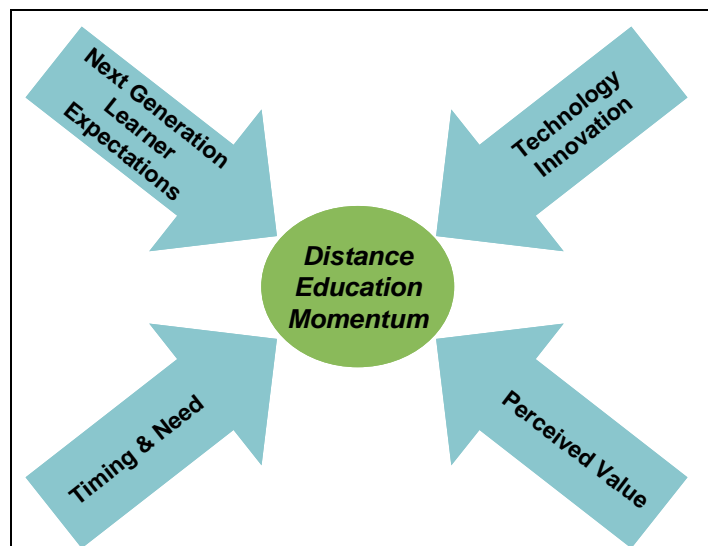 Next Generation
Learner
Expectations
Technology
Innovation
Distance
Education
Momentum
Timing & Need
Perceived Value